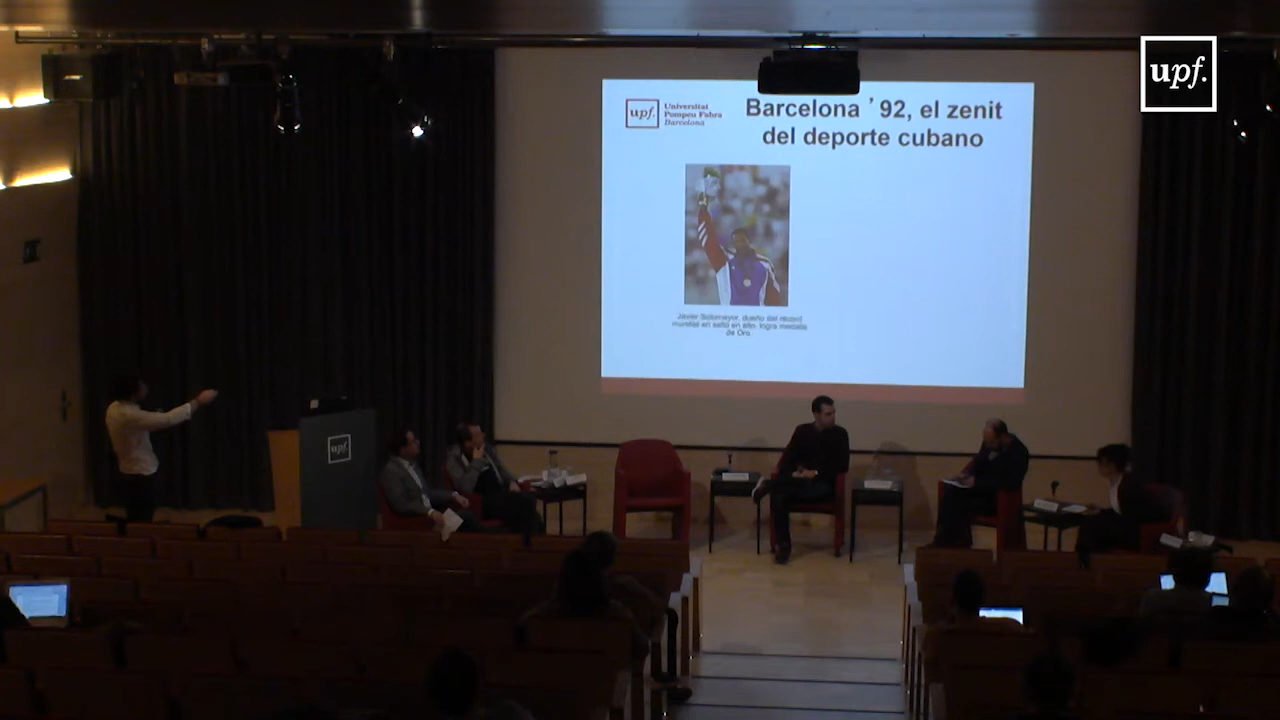 upf.
upf.
Universitat
Pompeu Fabra
Barcelona
Barcelona ’92, el zenit
del deporte cubano
Javier Sotomayor, dueño del récord
mundial en salto en alto, logra medalla
de Oro
upf.